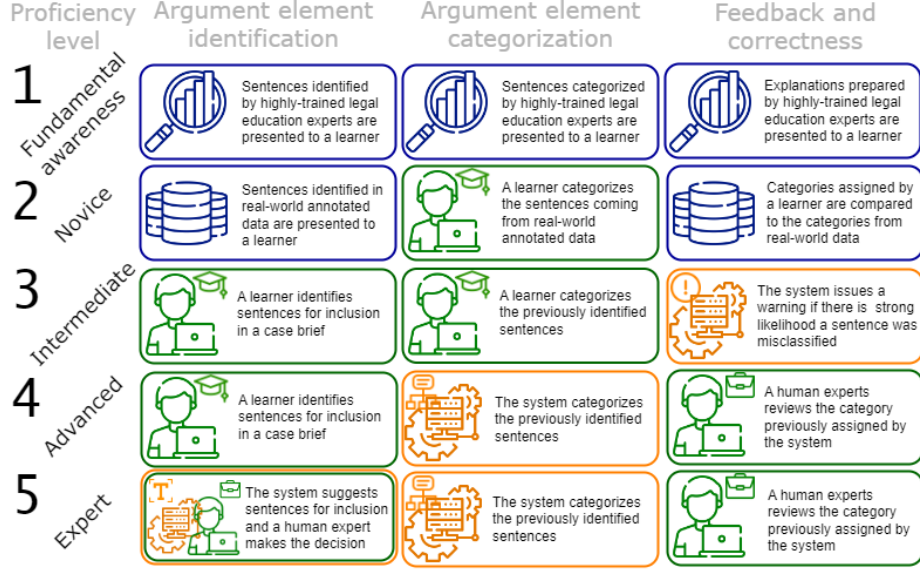 Proficiency
level
Argument element
identification
Argument element
categorization
Feedback and
correctness
1
Fundamental
awareness
Sentences identified
by highly-trained legal
education experts are
presented to a learner
Sentences categorized
by highly-trained legal
education experts are
presented to a learner
Explanations prepared
by highly-trained legal
education experts are
presented to a learner
2
Novice
Sentences identified in
real-world annotated
data are presented to
a learner
A learner categorizes
the sentences coming
from real-world
annotated data
Categories assigned by
a learner are compared
to the categories from
real-world data
3
Intermediate
A learner identifies
sentences for inclusion
in a case brief
A learner categorizes
the previously identified
sentences
The system issues a
warning if there is strong
likelihood a sentence was
misclassified
4
Advanced
A learner identifies
sentences for inclusion
in a case brief
The system categorizes
the previously identified
sentences
A human experts
reviews the category
previously assigned by
the system
5
Expert
T
The system suggests
sentences for inclusion
and a human expert
makes the decision
The system categorizes
the previously identified
sentences
A human experts
reviews the category
previously assigned by
the system